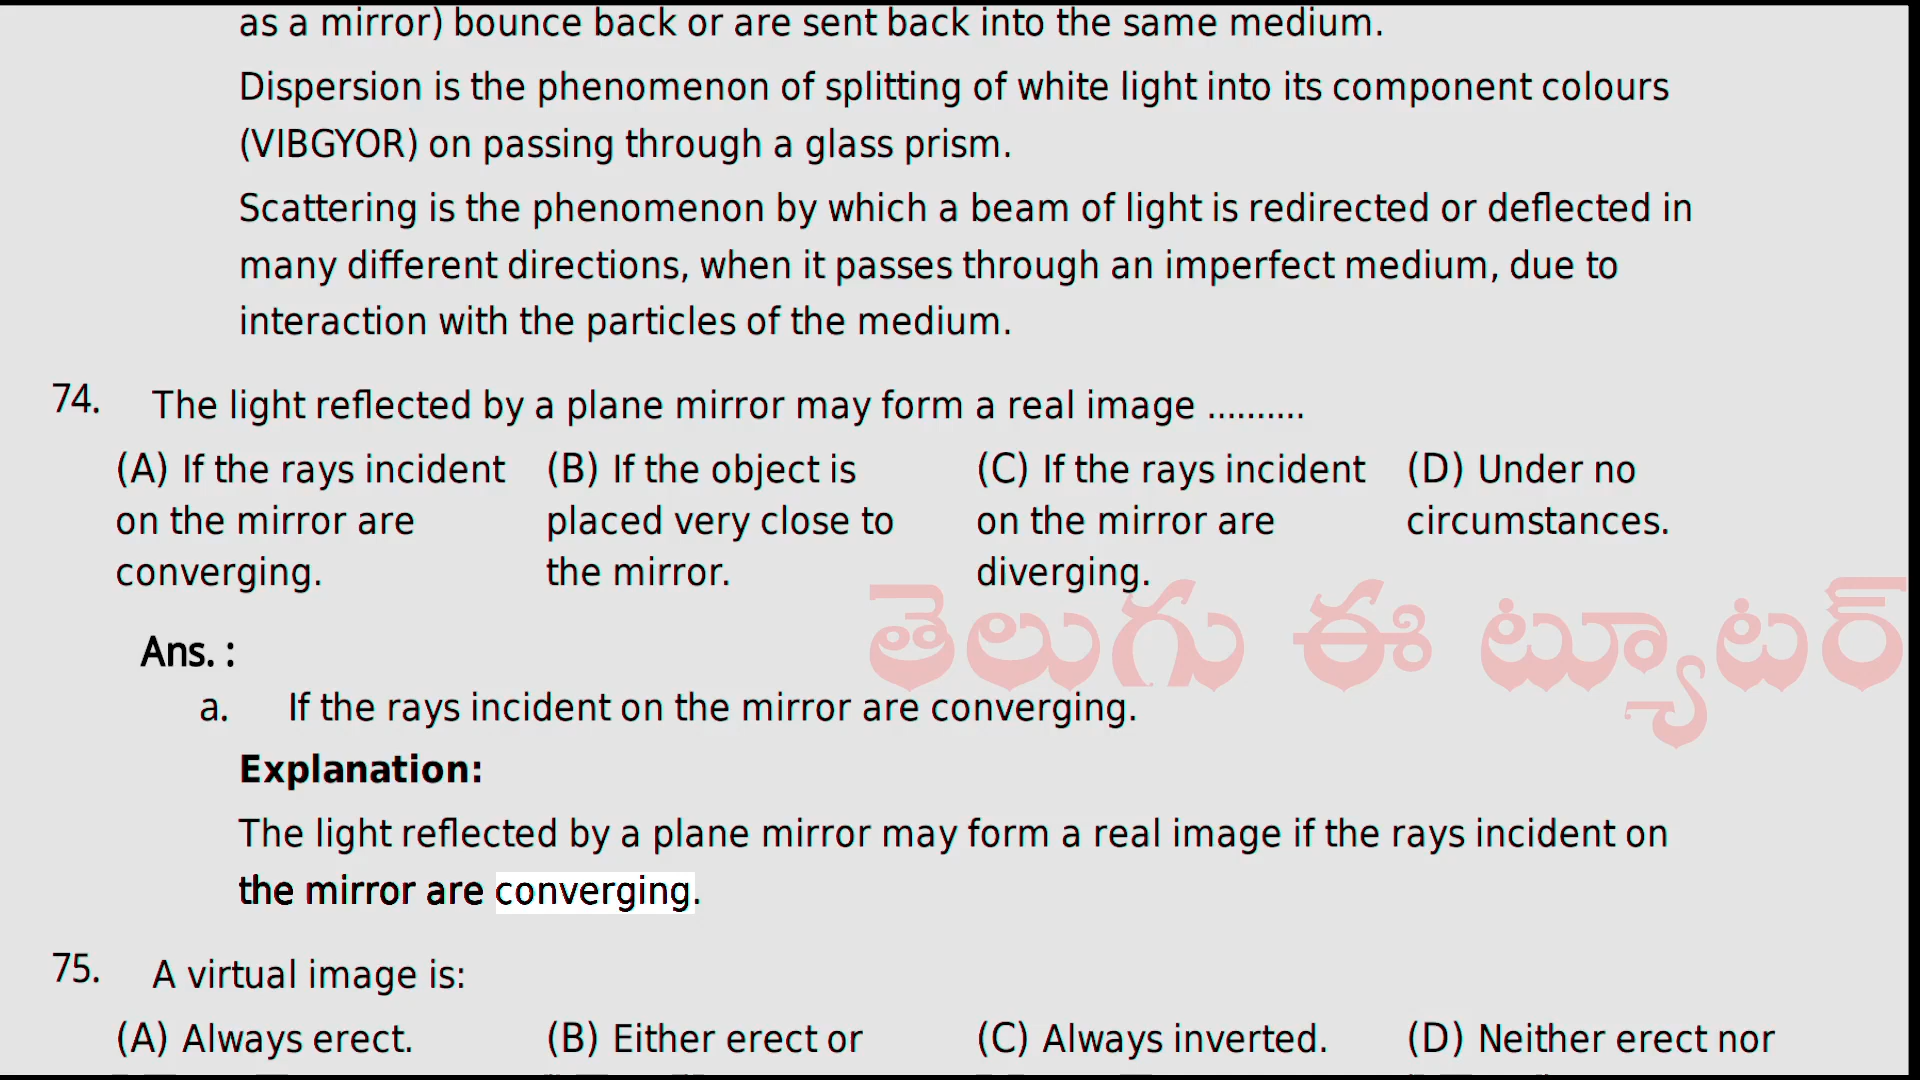 as a mirror) bounce back or are sent back into the same medium.
Dispersion is the phenomenon of splitting of white light into its component colours
(VIBGYOR) on passing through a glass prism.
Scattering is the phenomenon by which a beam of light is redirected or deflected in
many different directions, when it passes through an imperfect medium, due to
interaction with the particles of the medium.
74. The light reflected by a plane mirror may form a real image ..........
(A) If the rays incident
on the mirror are
converging.
(B) If the object is
placed very close to
the mirror.
(C) If the rays incident
on the mirror are
diverging.
(D) Under no
circumstances.
తెలుగు ఈ ట్యూటర్
Ans. :
a. If the rays incident on the mirror are converging.
Explanation:
The light reflected by a plane mirror may form a real image if the rays incident on
the mirror are converging.
75. A virtual image is:
(A) Always erect.
(B) Either erect or
(C) Always inverted.
(D) Neither erect nor